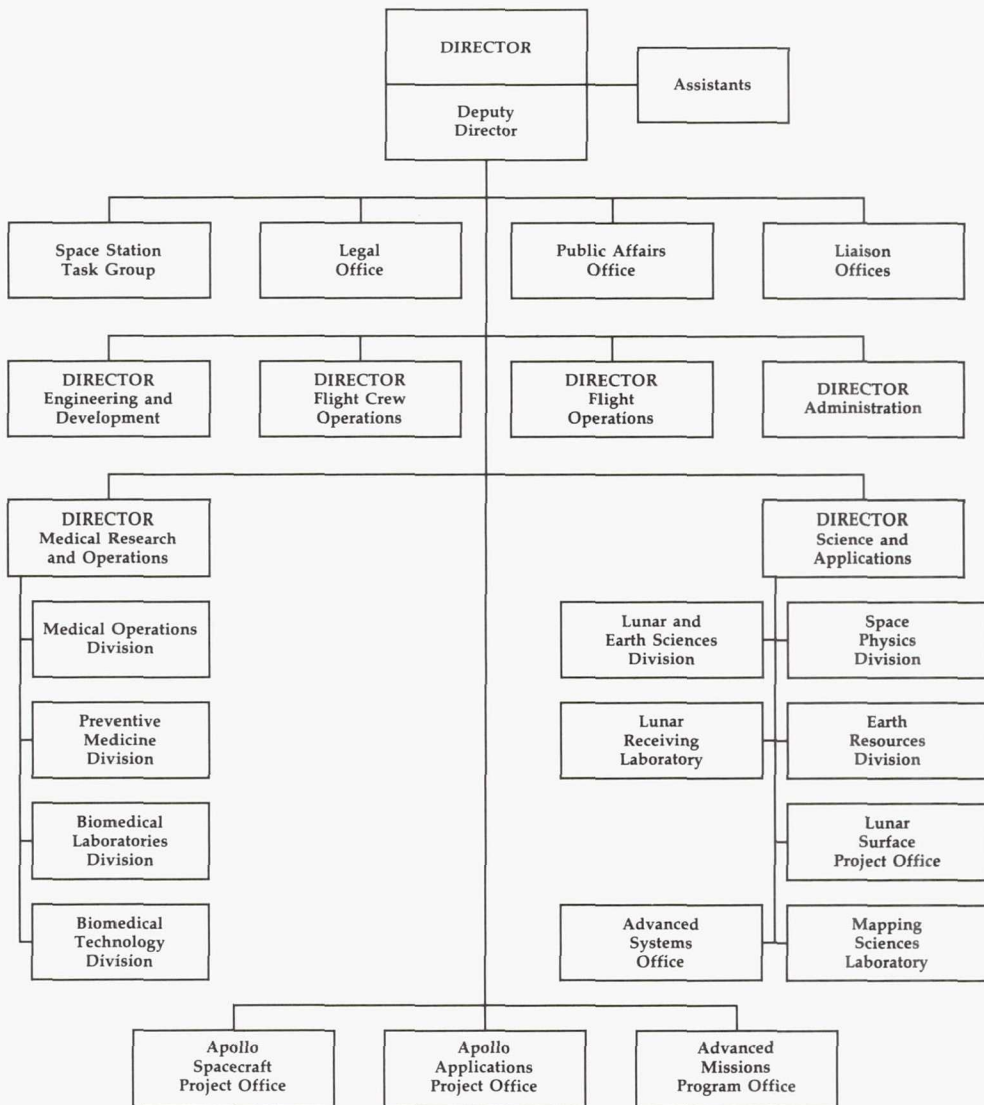 DIRECTOR
Deputy
Director
Assistants
Space Station
Task Group
Legal
Office
Public Affairs
Office
Liaison
Offices
DIRECTOR
Engineering and
Development
DIRECTOR
Flight Crew
Operations
DIRECTOR
Flight
Operations
DIRECTOR
Administration
DIRECTOR
Medical Research
and Operations
DIRECTOR
Science and
Applications
Medical Operations
Division
Preventive
Medicine
Division
Biomedical
Laboratories
Division
Biomedical
Technology
Division
Lunar and
Earth Sciences
Division
Space
Physics
Division
Lunar
Receiving
Laboratory
Earth
Resources
Division
Lunar
Surface
Project Office
Advanced
Systems
Office
Mapping
Sciences
Laboratory
Apollo
Spacecraft
Project Office
Apollo
Applications
Project Office
Advanced
Missions
Program Office